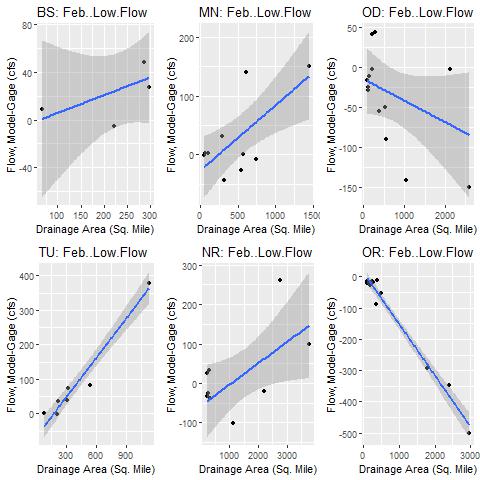 BS: Feb..Low.Flow
Flow, Model-Gage (cfs)
80
40
0
-40
100 150 200 250 300
Drainage Area (Sq. Mile)
MN: Feb..Low.Flow
Flow, Model-Gage (cfs)
200
100
0
0 500 1000 1500
Drainage Area (Sq. Mile)
OD: Feb..Low.Flow
Flow, Model-Gage (cfs)
50
0
-50
-100
-150
0 1000 2000
Drainage Area (Sq. Mile)
TU: Feb..Low.Flow
Flow, Model-Gage (cfs)
400
300
200
100
0
300 600 900
Drainage Area (Sq. Mile)
NR: Feb..Low.Flow
Flow, Model-Gage (cfs)
300
200
100
0
-100
1000 2000 3000
Drainage Area (Sq. Mile)
OR: Feb..Low.Flow
Flow, Model-Gage (cfs)
0
-100
-200
-300
-400
-500
0 1000 2000 3000
Drainage Area (Sq. Mile)